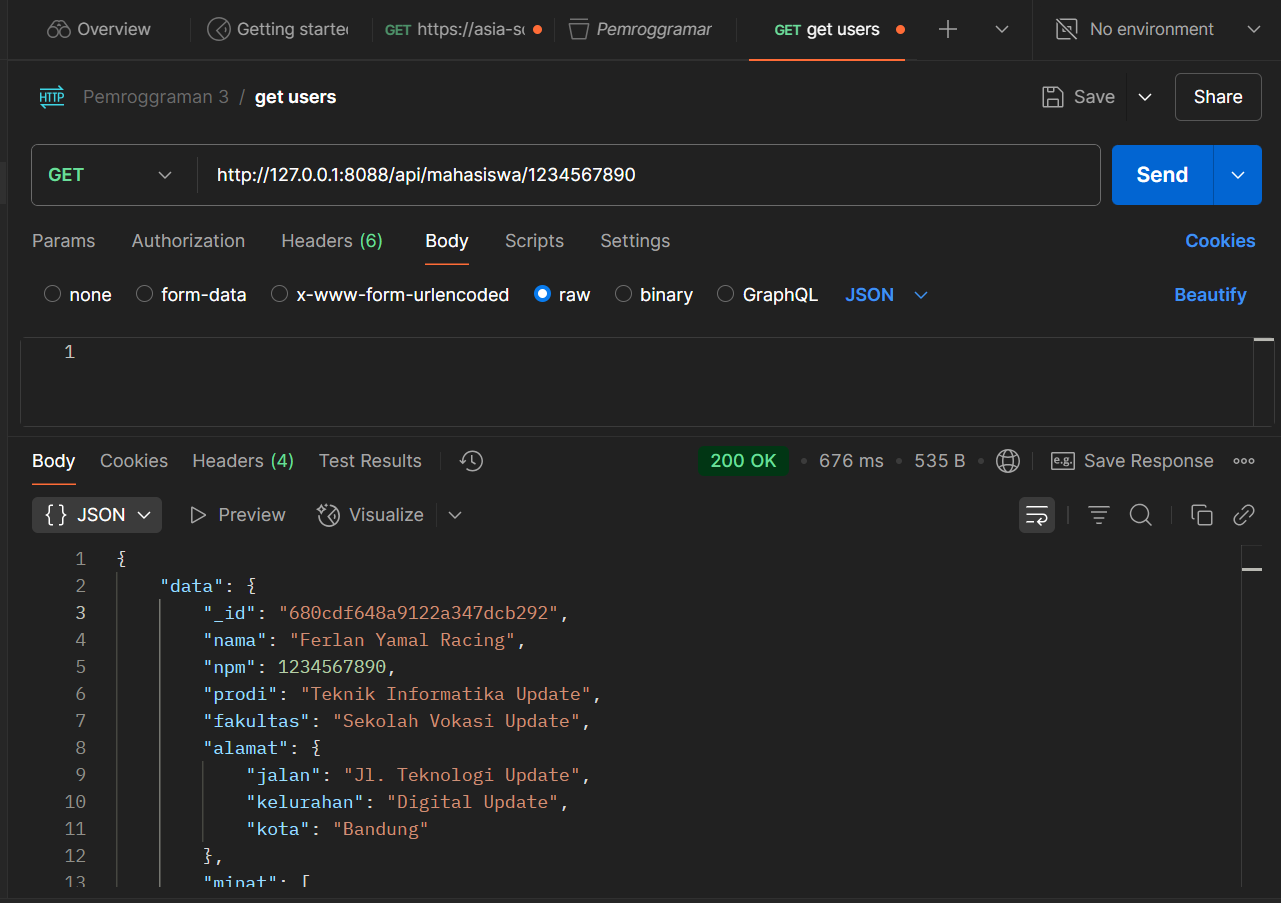 Overview Getting started GET https://asia-so Pemroggramar GET get users No environment
HTTP Pemroggraman 3 / get users Save Share
GET http://127.0.0.1:8088/api/mahasiswa/1234567890 Send
Params Authorization Headers (6) Body Scripts Settings Cookies
none form-data x-www-form-urlencoded raw binary GraphQL JSON Beautify
1
Body Cookies Headers (4) Test Results 200 OK • 676 ms • 535 B • e.g. Save Response
{} JSON Preview Visualize
1 {
2 "data": {
3 "_id": "680cdf648a9122a347dcb292",
4 "nama": "Ferlan Yamal Racing",
5 "npm": 1234567890,
6 "prodi": "Teknik Informatika Update",
7 "fakultas": "Sekolah Vokasi Update",
8 "alamat": {
9 "jalan": "Jl. Teknologi Update",
10 "kelurahan": "Digital Update",
11 "kota": "Bandung"
12 },
13 "minat": [